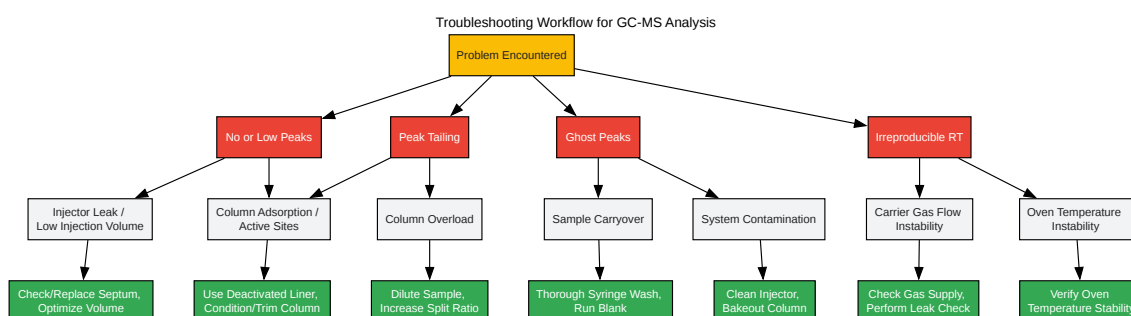 Troubleshooting Workflow for GC-MS Analysis
Problem Encountered
No or Low Peaks
Peak Tailing
Ghost Peaks
Irreproducible RT
Injector Leak /
Low Injection Volume
Column Adsorption /
Active Sites
Column Overload
Sample Carryover
System Contamination
Carrier Gas Flow
Instability
Oven Temperature
Instability
Check/Replace Septum,
Optimize Volume
Use Deactivated Liner,
Condition/Trim Column
Dilute Sample,
Increase Split Ratio
Thorough Syringe Wash,
Run Blank
Clean Injector,
Bakeout Column
Check Gas Supply,
Perform Leak Check
Verify Oven
Temperature Stability